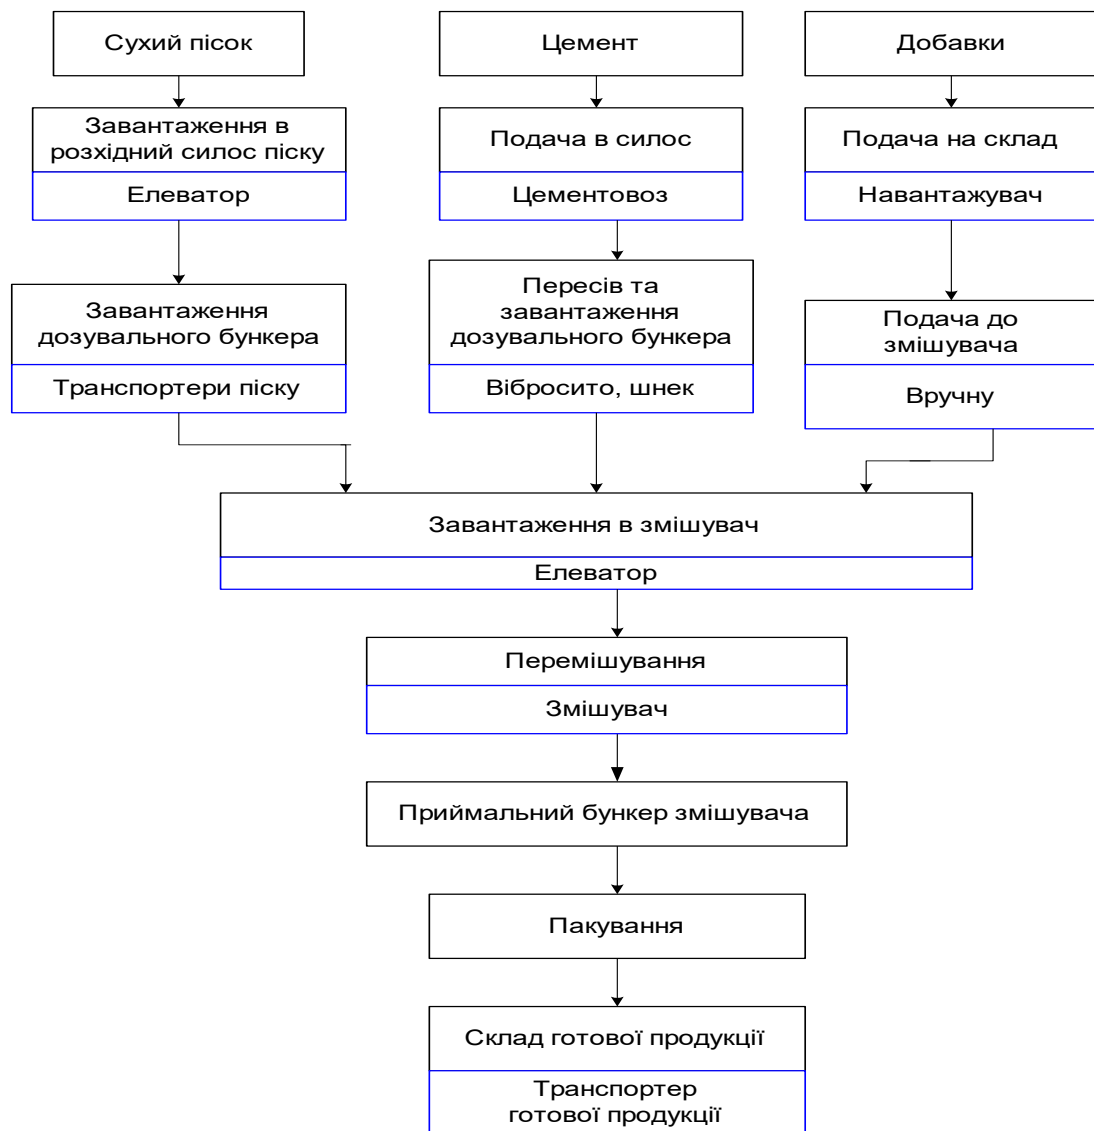 Сухий пісок
Цемент
Добавки
Завантаження в
розхідний силос піску
Елеватор
Подача в силос
Цементовоз
Подача на склад
Навантажувач
Завантаження
дозувального бункера
Транспортери піску
Пересів та
завантаження
дозувального бункера
Вібросито, шнек
Подача до
змішувача
Вручну
Завантаження в змішувач
Елеватор
Перемішування
Змішувач
Приймальний бункер змішувача
Пакування
Склад готової продукції
Транспортер
готової продукції